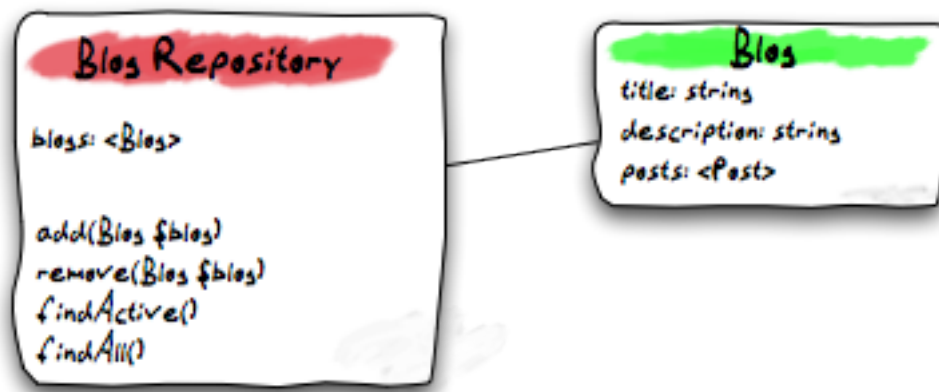 Blog Repository
blogs: <Blog>
add(Blog $blog)
remove(Blog $blog)
findActive()
findAll()
Blog
title: string
description: string
posts: <Post>